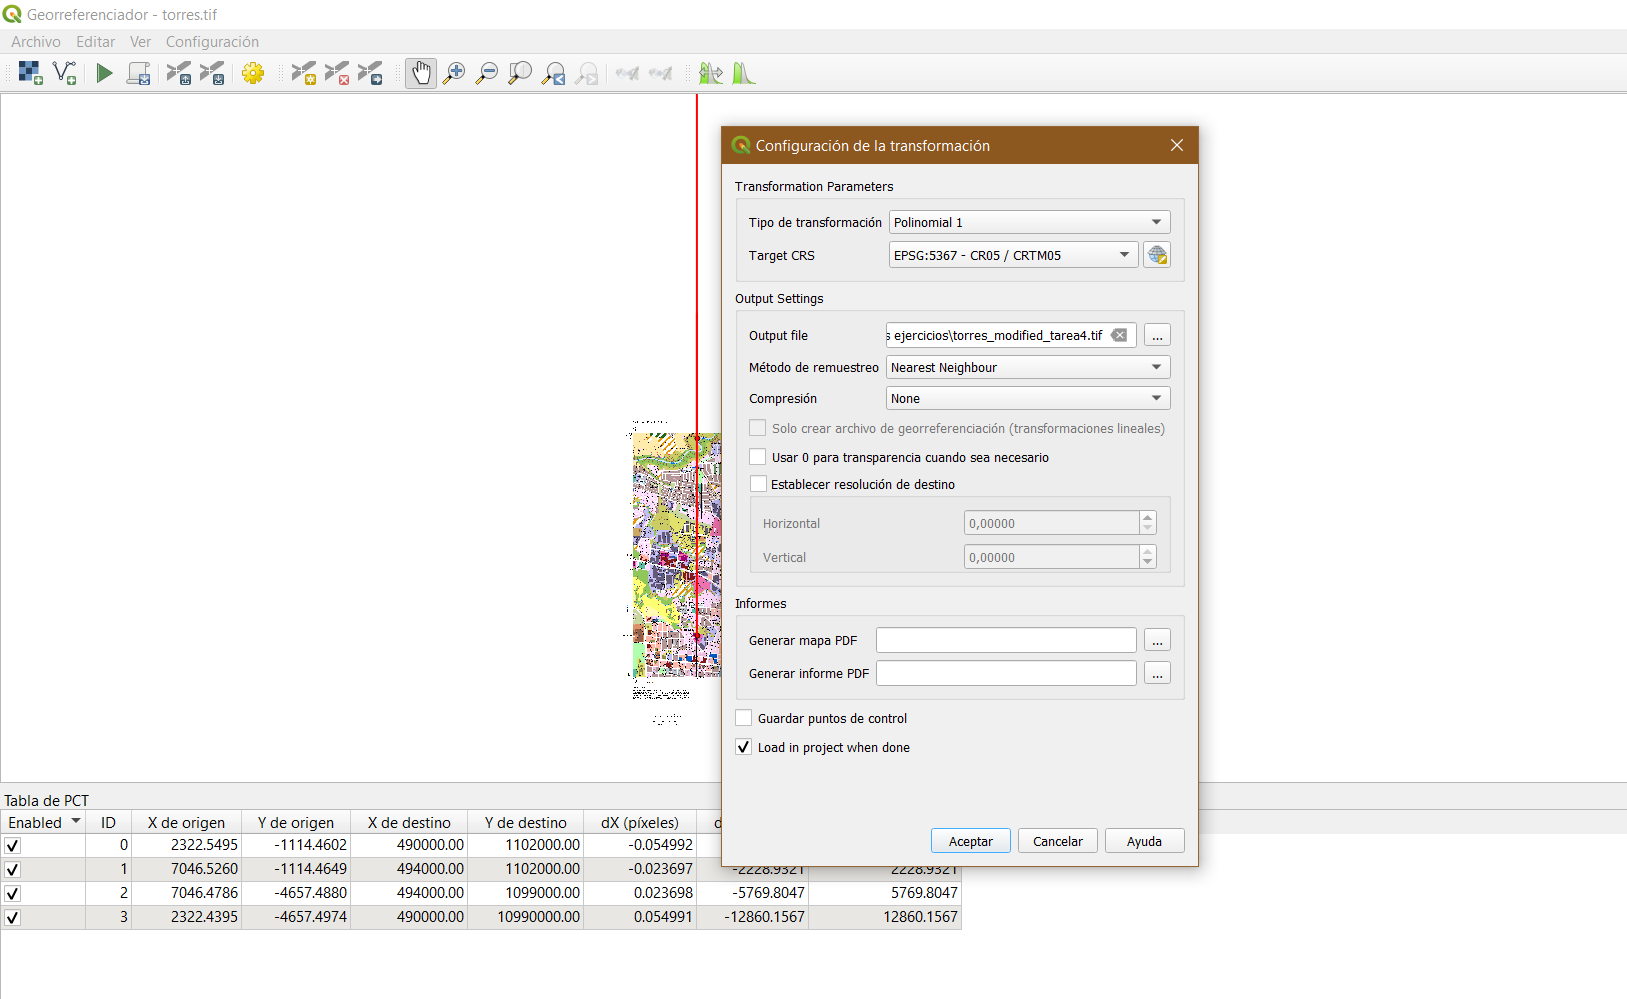 Georreferenciador - torres.tif
Archivo Editar Ver Configuración
Configuración de la transformación
Transformation Parameters
Tipo de transformación Polinomial 1
Target CRS EPSG:5367 - CR05 / CRTM05
Output Settings
Output file ejercicios\torres_modified_tarea4.tif ...
Método de remuestreo Nearest Neighbour
Compresión None
Solo crear archivo de georreferenciación (transformaciones lineales)
Usar 0 para transparencia cuando sea necesario
Establecer resolución de destino
Horizontal 0,00000
Vertical 0,00000
Informes
Generar mapa PDF ...
Generar informe PDF ...
Guardar puntos de control
Load in project when done
Aceptar Cancelar Ayuda
Tabla de PCT
Enabled ID X de origen Y de origen X de destino Y de destino dX (píxeles)
0 2322.5495 -1114.4602 490000.00 1102000.00 -0.054992
1 7046.5260 -1114.4649 494000.00 1102000.00 -0.023697 -2228.9321 2228.9321
2 7046.4786 -4657.4880 494000.00 1099000.00 0.023698 -5769.8047 5769.8047
3 2322.4395 -4657.4974 490000.00 10990000.00 0.054991 -12860.1567 12860.1567